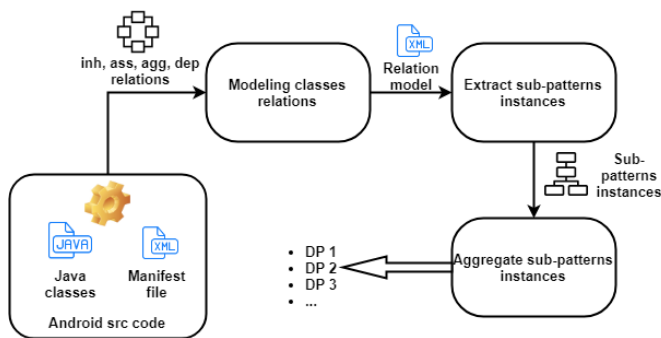 inh, ass, agg, dep
relations
Modeling classes
relations
XML
Relation
model
Extract sub-patterns
instances
Sub-
patterns
instances
Aggregate sub-patterns
instances
• DP 1
• DP 2
• DP 3
• ...
JAVA
Java
classes
XML
Manifest
file
Android src code